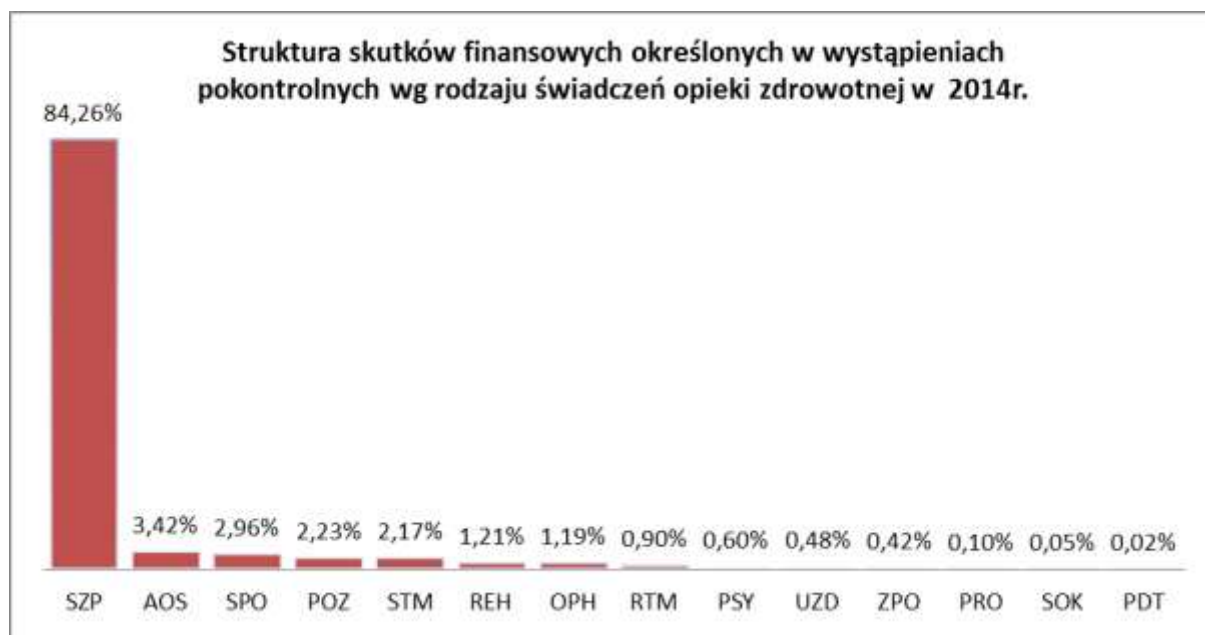 Struktura skutków finansowych określonych w wystąpieniach
pokontrolnych wg rodzaju świadczeń opieki zdrowotnej w 2014r.
84,26%
3,42% 2,96% 2,23% 2,17% 1,21% 1,19% 0,90% 0,60% 0,48% 0,42% 0,10% 0,05% 0,02%
SZP AOS SPO POZ STM REH OPH RTM PSY UZD ZPO PRO SOK PDT